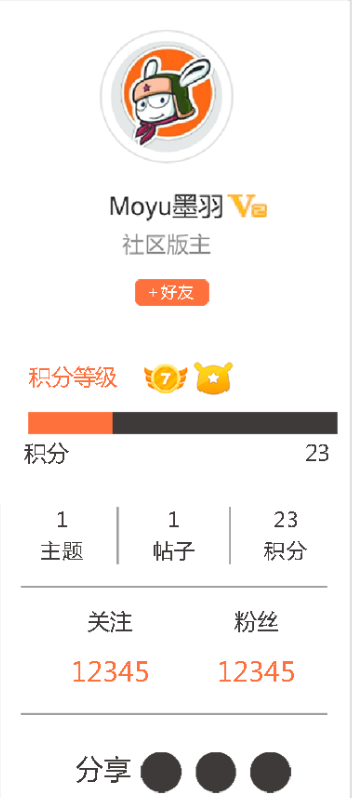 Moyu墨羽 V2
社区版主
+好友
积分等级 7
积分 23
1 1 23
主题 帖子 积分
关注 粉丝
12345 12345
分享